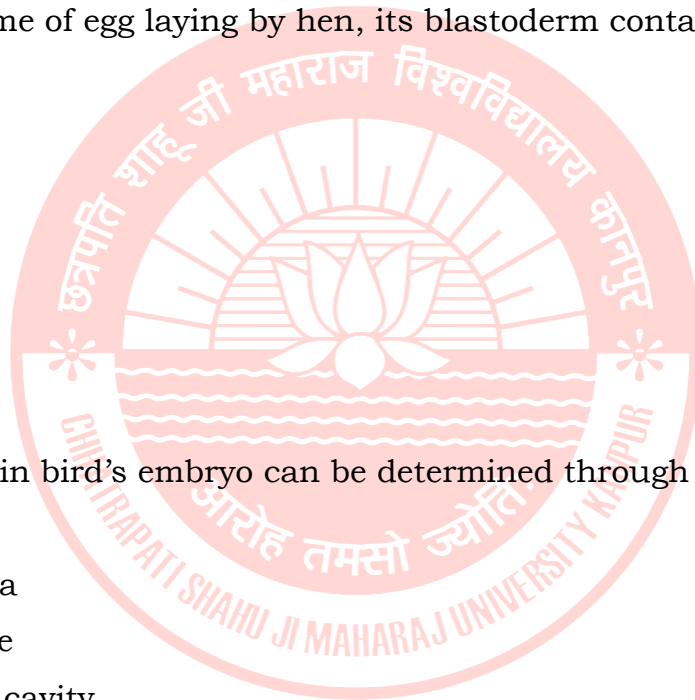 me of egg laying by hen, its blastoderm conta
छत्रपति शाहू जी महाराज विश्वविद्यालय कानपुर
in bird's embryo can be determined through
आरोह तमसो ज्योति
CHHATRAPATI SHAHU JI MAHARAJ UNIVERSITY KANPUR
a
e
cavity